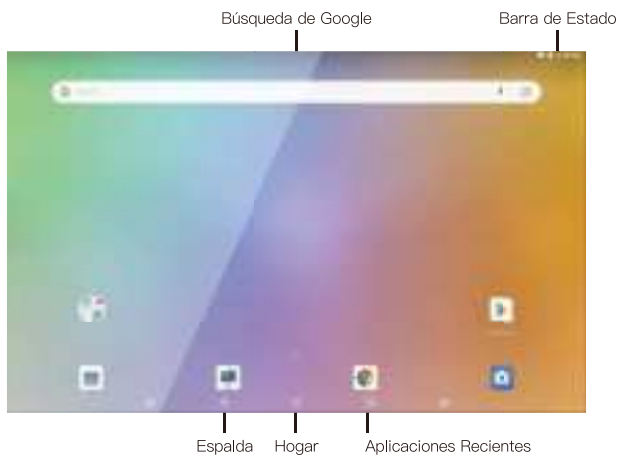 Búsqueda de Google
Barra de Estado
Espalda
Hogar
Aplicaciones Recientes